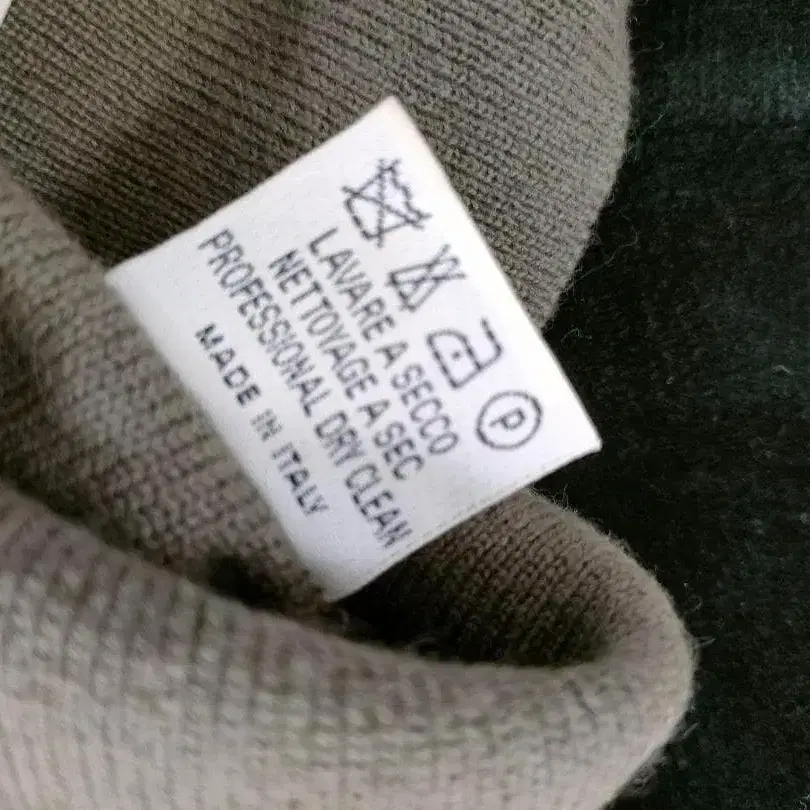 P
LAVARE A SECCO
NETTOYAGE A SEC
PROFESSIONAL DRY CLEAN
MADE IN ITALY